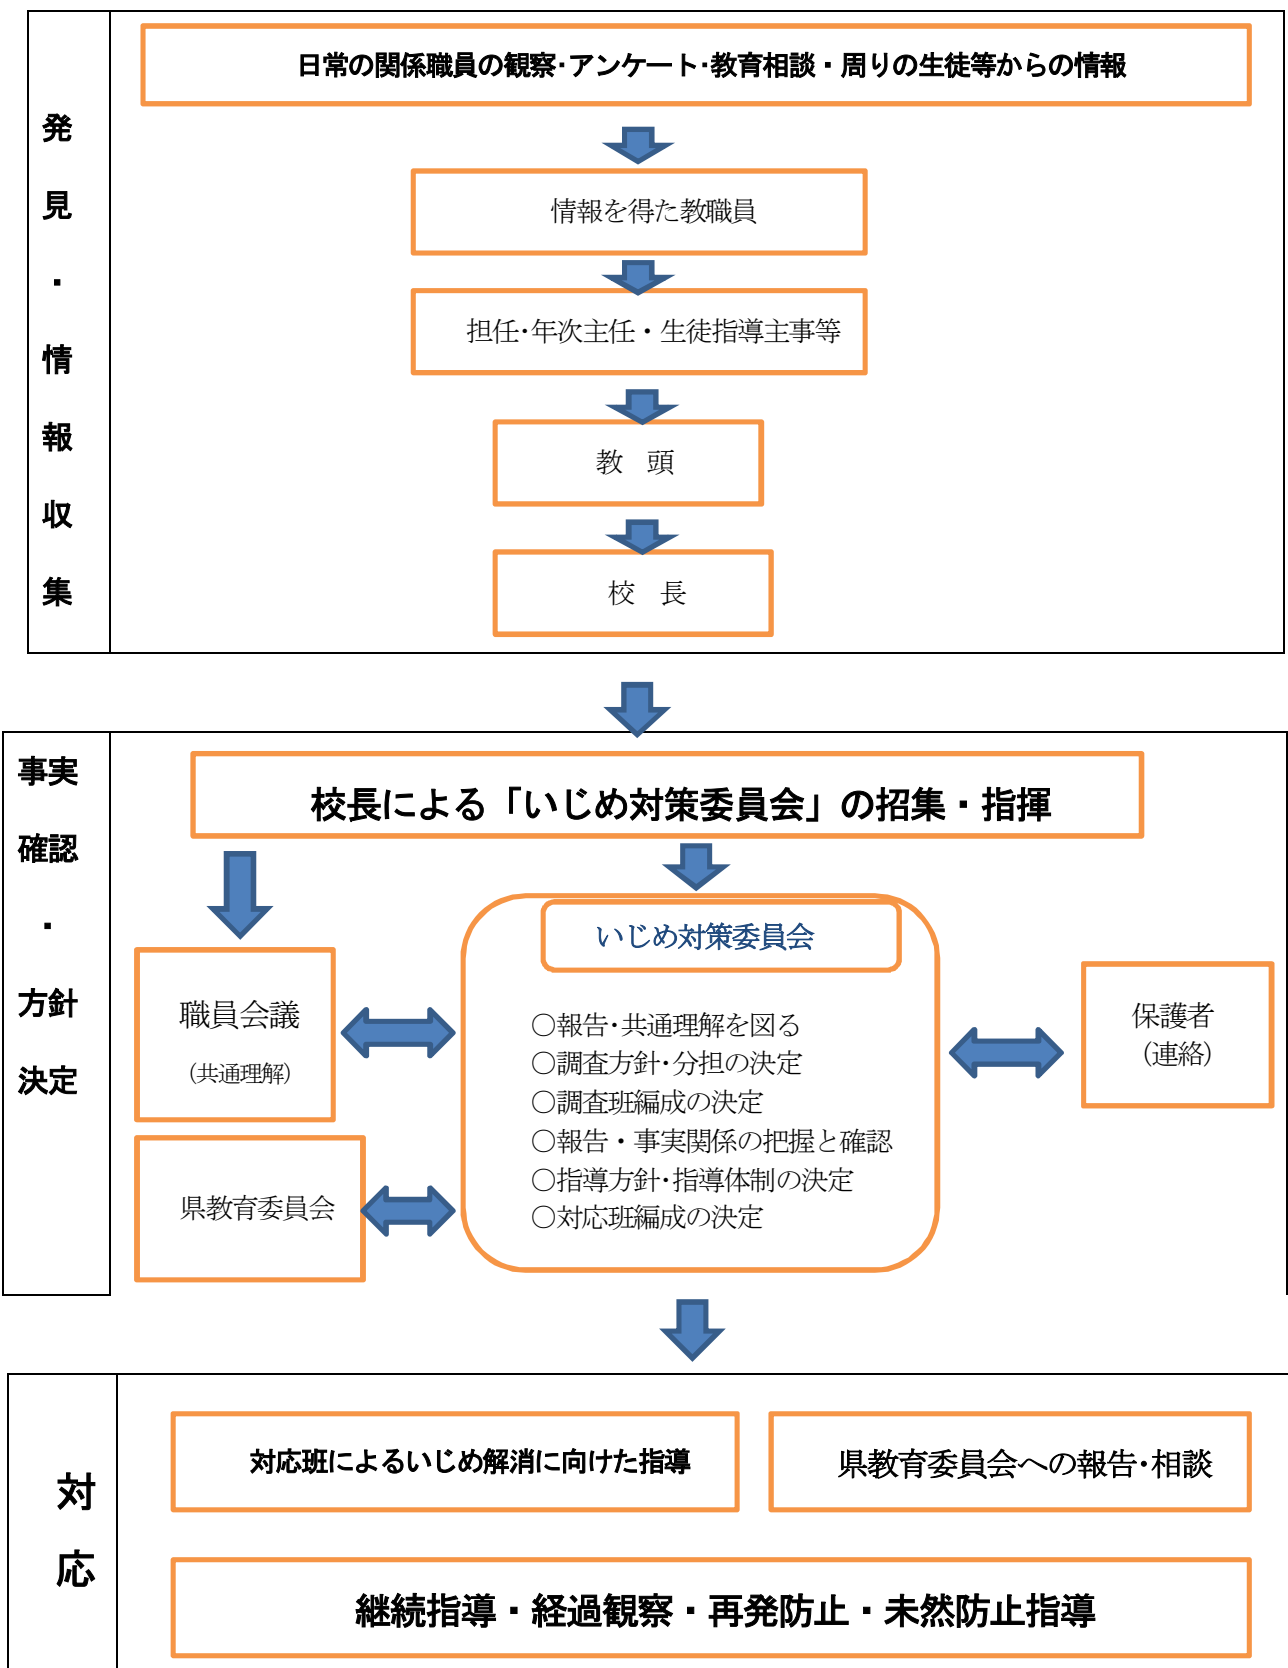 発見・情報収集
日常の関係職員の観察・アンケート・教育相談・周りの生徒等からの情報
情報を得た教職員
担任・年次主任・生徒指導主事等
教　頭
校　長
事実
確認
・
方針
決定
校長による「いじめ対策委員会」の招集・指揮
いじめ対策委員会
職員会議
（共通理解）
県教育委員会
〇報告・共通理解を図る
〇調査方針・分担の決定
〇調査班編成の決定
〇報告・事実関係の把握と確認
〇指導方針・指導体制の決定
〇対応班編成の決定
保護者
（連絡）
対応
対応班によるいじめ解消に向けた指導
県教育委員会への報告・相談
継続指導・経過観察・再発防止・未然防止指導